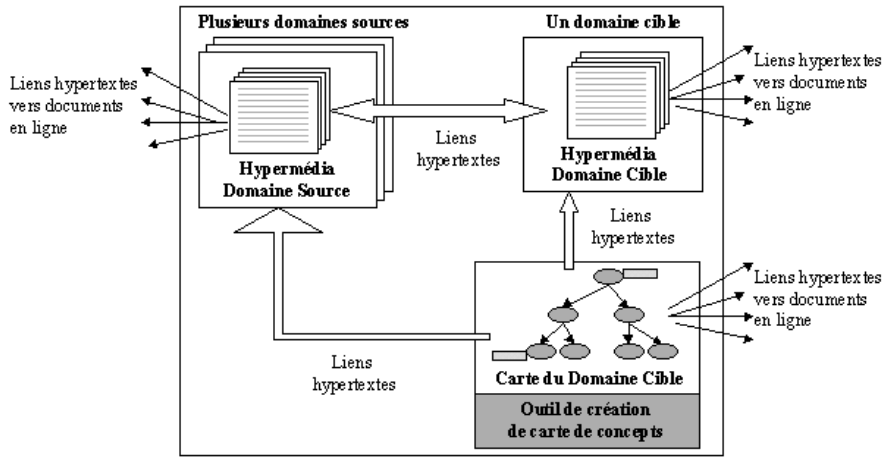 Plusieurs domaines sources
Un domaine cible
Liens hypertextes
vers documents
en ligne
Liens
hypertextes
Liens hypertextes
vers documents
en ligne
Hypermédia
Domaine Source
Hypermédia
Domaine Cible
Liens
hypertextes
Liens hypertextes
vers documents
en ligne
Liens
hypertextes
Carte du Domaine Cible
Outil de création
de carte de concepts